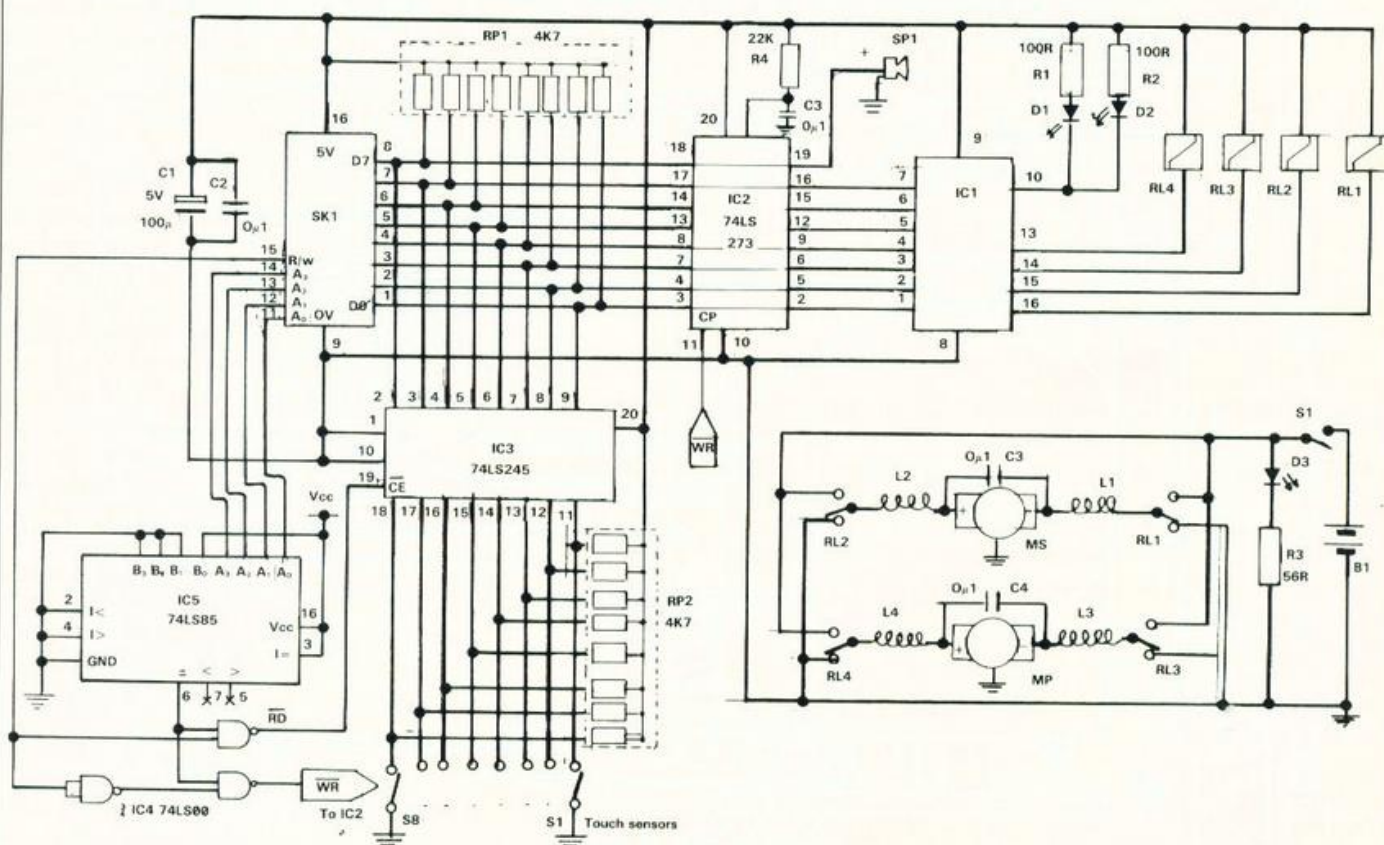 RP1 4K7
22K
R4
SP1
+
100R
R1
100R
R2
D1
D2
C3
0µ1
20
16
5V
8
D7
7
6
5
4
3
2
1
D0
SK1
15
R/w
14
A3
13
A2
12
A1
11
A0
0V
9
C1
5V
100µ
C2
0µ1
18
17
14
13
8
7
4
3
IC2
74LS
273
CP
11
10
19
16
15
12
9
6
5
2
7
6
5
4
3
2
1
IC1
9
10
13
14
15
16
8
RL4
RL3
RL2
RL1
WR
2
3
4
5
6
7
8
9
1
10
19
CE
IC3
74LS245
20
18
17
16
15
14
13
12
11
Vcc
B3
B2
B1
B0
A3
A2
A1
A0
IC5
74LS85
2
I<
4
I>
GND
16
Vcc
3
I=
=
<
>
6
7
5
RD
WR
To IC2
IC4 74LS00
RP2
4K7
S8
S1
Touch sensors
S1
D3
R3
56R
B1
L2
0µ1
C3
L1
+
−
MS
RL2
RL1
L4
0µ1
C4
L3
+
−
MP
RL4
RL3